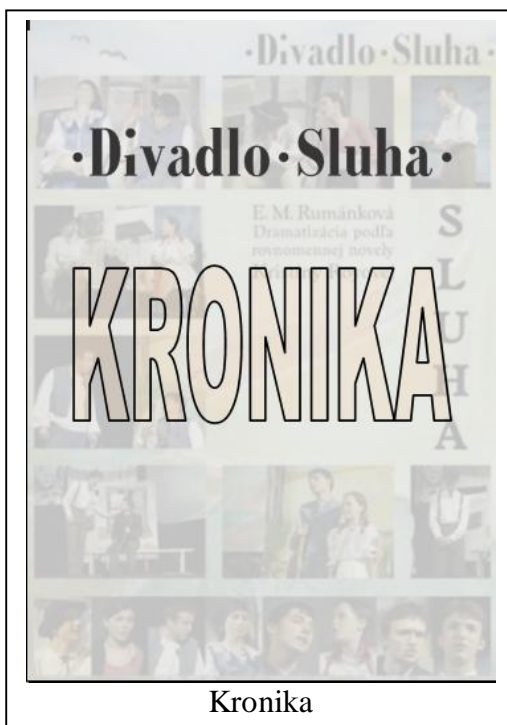 ·Divadlo·Sluha·
·Divadlo·Sluha·
E. M. Rumánková
Dramatizácia podľa
rovnomennej novely
KRONIKA
S
L
U
H
A
Kronika